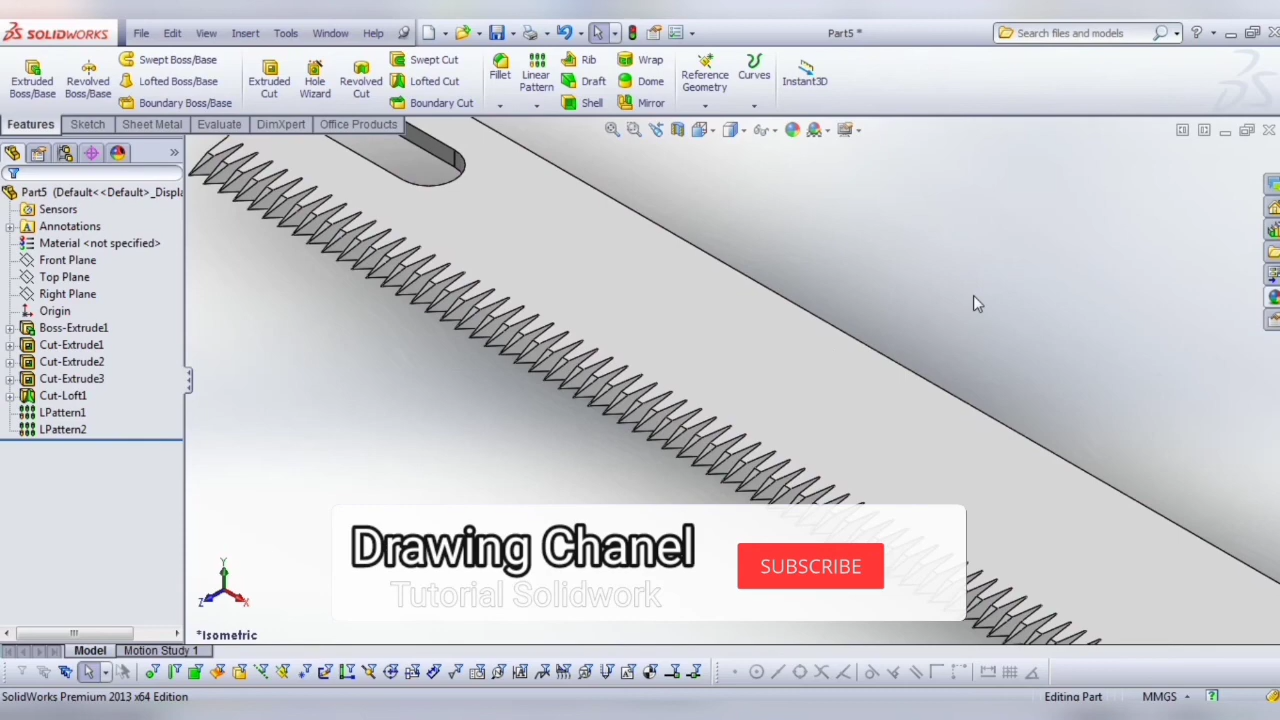 SOLIDWORKS File Edit View Insert Tools Window Help Part5 * Search files and models
Extruded Boss/Base Revolved Boss/Base Swept Boss/Base Lofted Boss/Base Boundary Boss/Base Extruded Cut Hole Wizard Revolved Cut Swept Cut Lofted Cut Boundary Cut Fillet Linear Pattern Rib Draft Shell Wrap Dome Mirror Reference Geometry Curves Instant3D
Features Sketch Sheet Metal Evaluate DimXpert Office Products
Part5 (Default<<Default>_Displa
Sensors
Annotations
Material <not specified>
Front Plane
Top Plane
Right Plane
Origin
Boss-Extrude1
Cut-Extrude1
Cut-Extrude2
Cut-Extrude3
Cut-Loft1
LPattern1
LPattern2
Drawing Chanel
Tutorial Solidwork
SUBSCRIBE
Y
Z X
*Isometric
Model Motion Study 1
SolidWorks Premium 2013 x64 Edition Editing Part MMGS